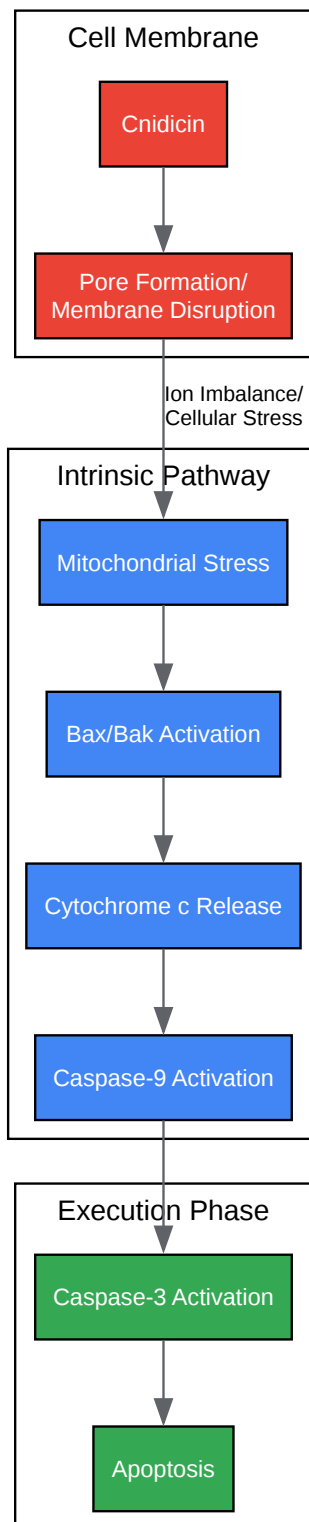 Cell Membrane
Cnidicin
Pore Formation/
Membrane Disruption
Ion Imbalance/
Cellular Stress
Intrinsic Pathway
Mitochondrial Stress
Bax/Bak Activation
Cytochrome c Release
Caspase-9 Activation
Execution Phase
Caspase-3 Activation
Apoptosis